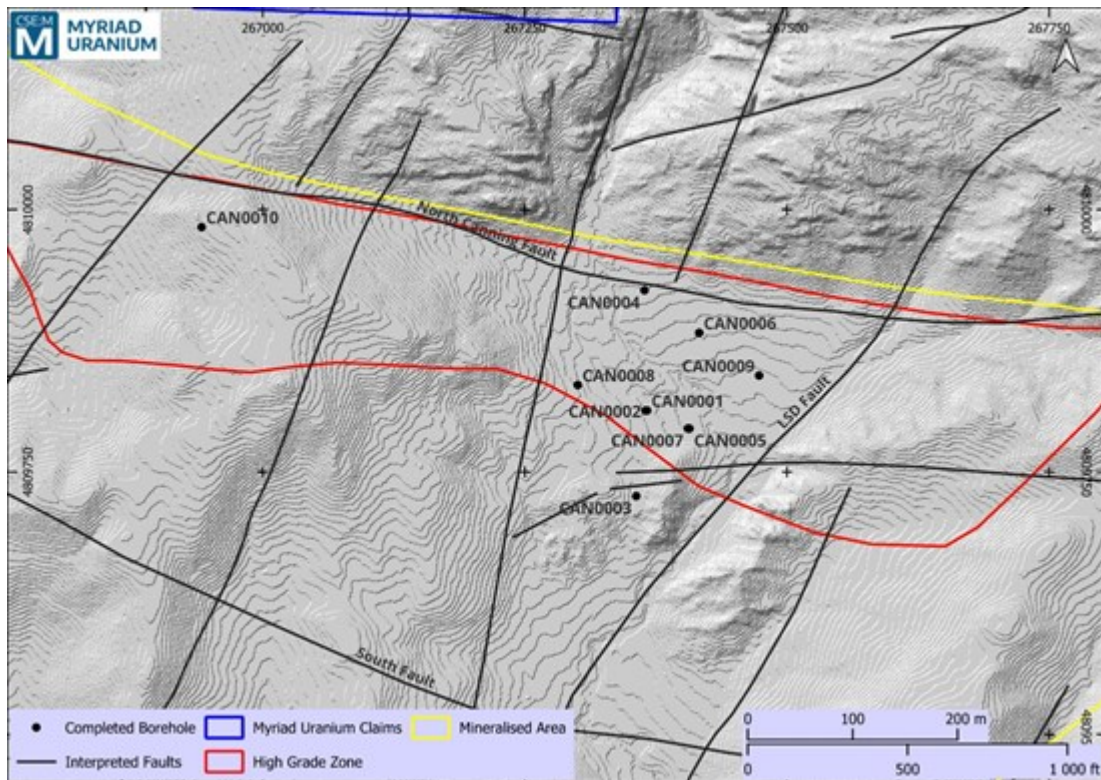 CSE:M
M
MYRIAD
URANIUM
267000
267250
267500
267750
4810000
4810000
CAN0010
North Canning Fault
CAN0004
CAN0006
CAN0009
CAN0008
CAN0002
CAN0001
LSD Fault
CAN0007
CAN0005
4809750
4809750
CAN0003
South Fault
48095
Completed Borehole
Myriad Uranium Claims
Mineralised Area
Interpreted Faults
High Grade Zone
0 100 200 m
0 500 1 000 ft